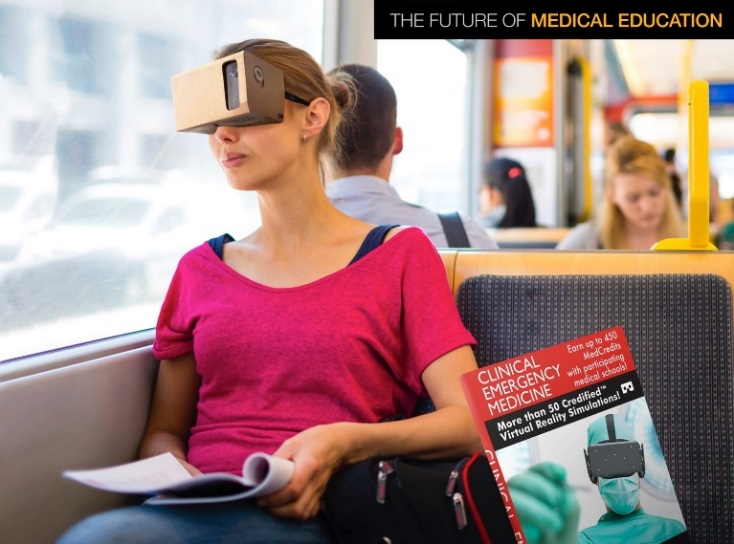 THE FUTURE OF MEDICAL EDUCATION
CLINICAL
EMERGENCY
MEDICINE
Earn up to 450
MedCredits
with participating
medical schools!
More than 50 Credified™
Virtual Reality Simulations!